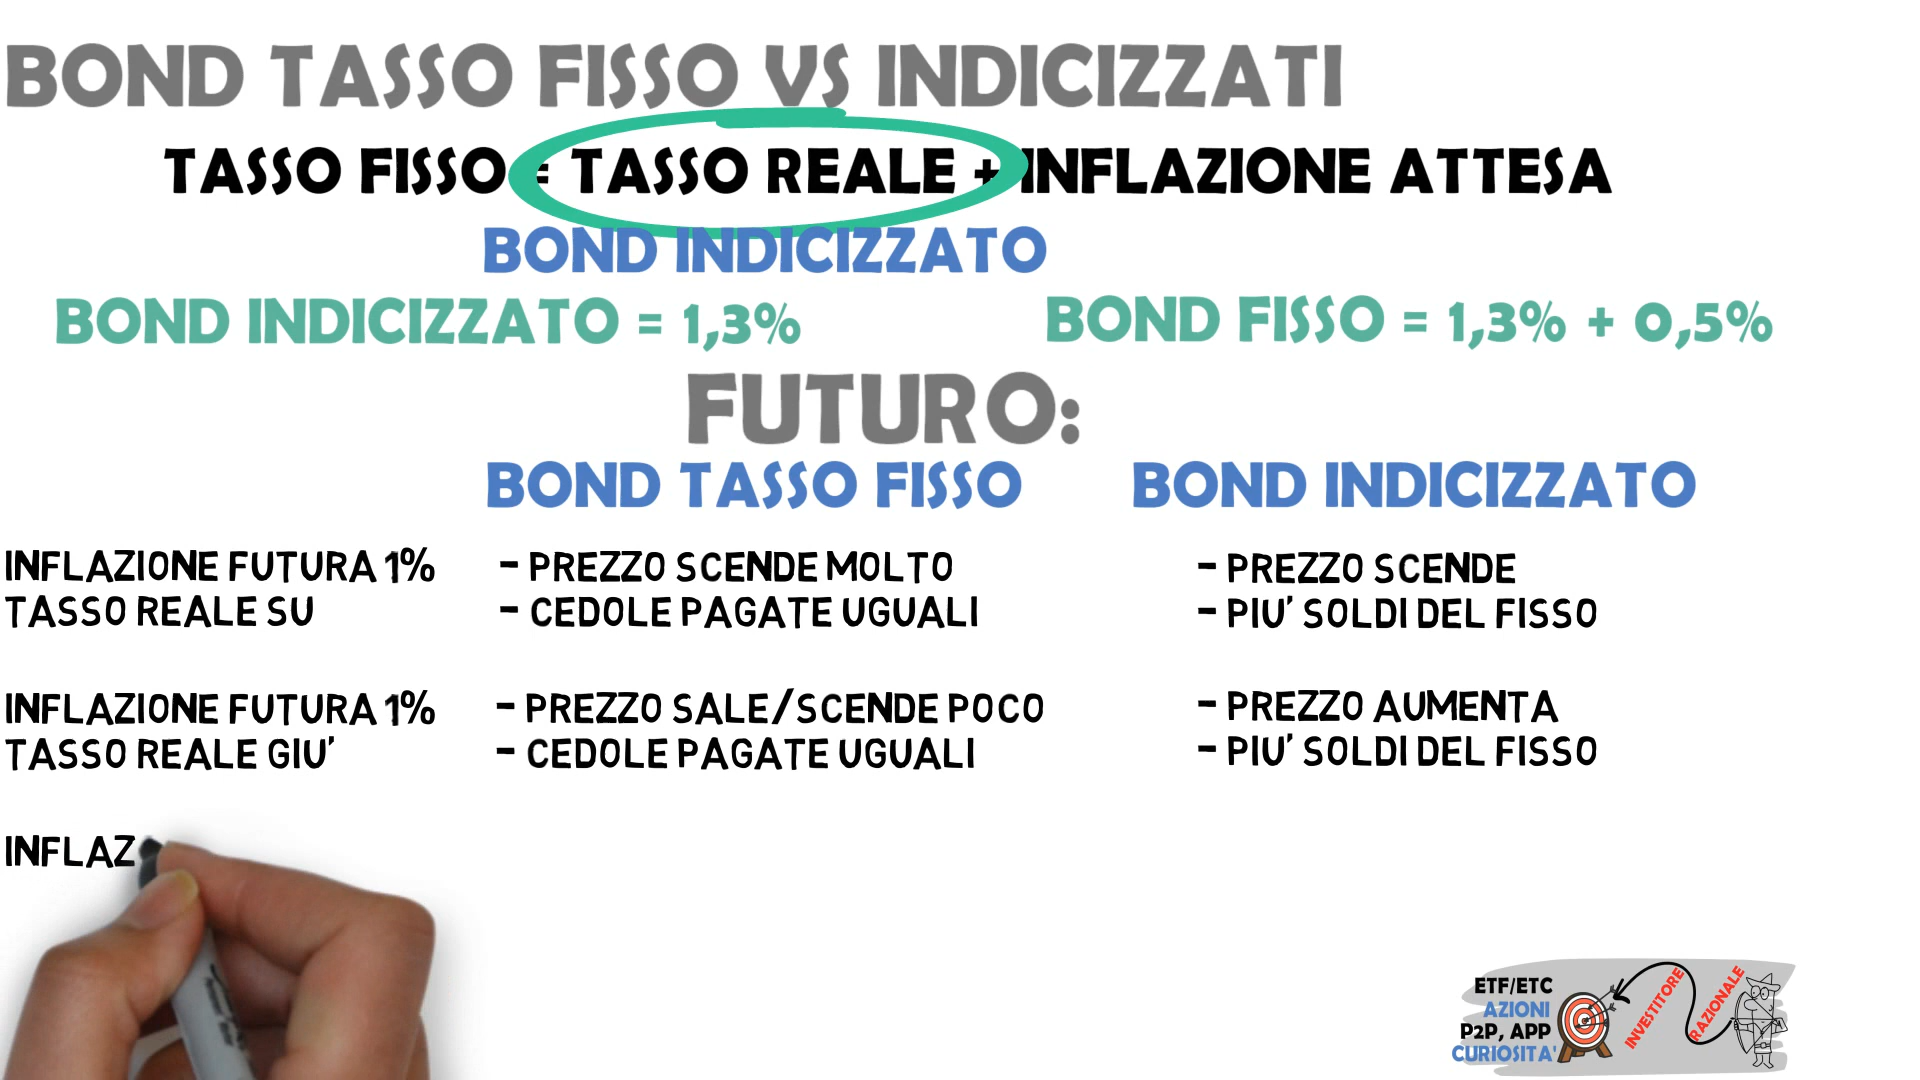 BOND TASSO FISSO VS INDICIZZATI
TASSO FISSO = TASSO REALE + INFLAZIONE ATTESA
BOND INDICIZZATO
BOND INDICIZZATO = 1,3%
BOND FISSO = 1,3% + 0,5%
FUTURO:
BOND TASSO FISSO
BOND INDICIZZATO
INFLAZIONE FUTURA 1%
TASSO REALE SU
- PREZZO SCENDE MOLTO
- CEDOLE PAGATE UGUALI
- PREZZO SCENDE
- PIU' SOLDI DEL FISSO
INFLAZIONE FUTURA 1%
TASSO REALE GIU'
- PREZZO SALE/SCENDE POCO
- CEDOLE PAGATE UGUALI
- PREZZO AUMENTA
- PIU' SOLDI DEL FISSO
INFLAZ
ETF/ETC
AZIONI
P2P, APP
CURIOSITA'
INVESTITORE
RAZIONALE